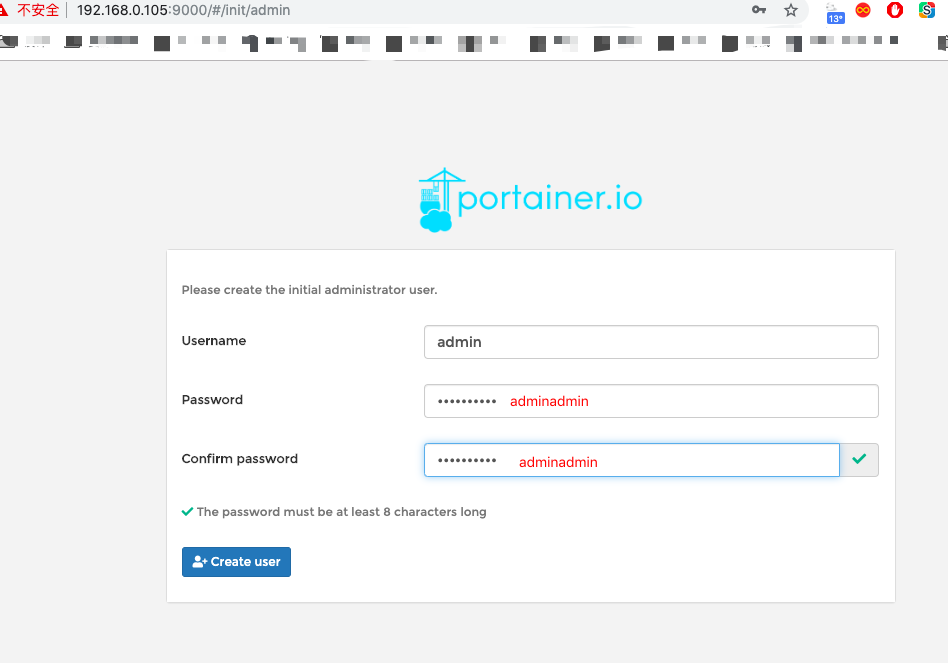 不安全 192.168.0.105:9000/#/init/admin
13°
S
portainer.io
Please create the initial administrator user.
Username admin
Password •••••••••• adminadmin
Confirm password •••••••••• adminadmin
The password must be at least 8 characters long
Create user